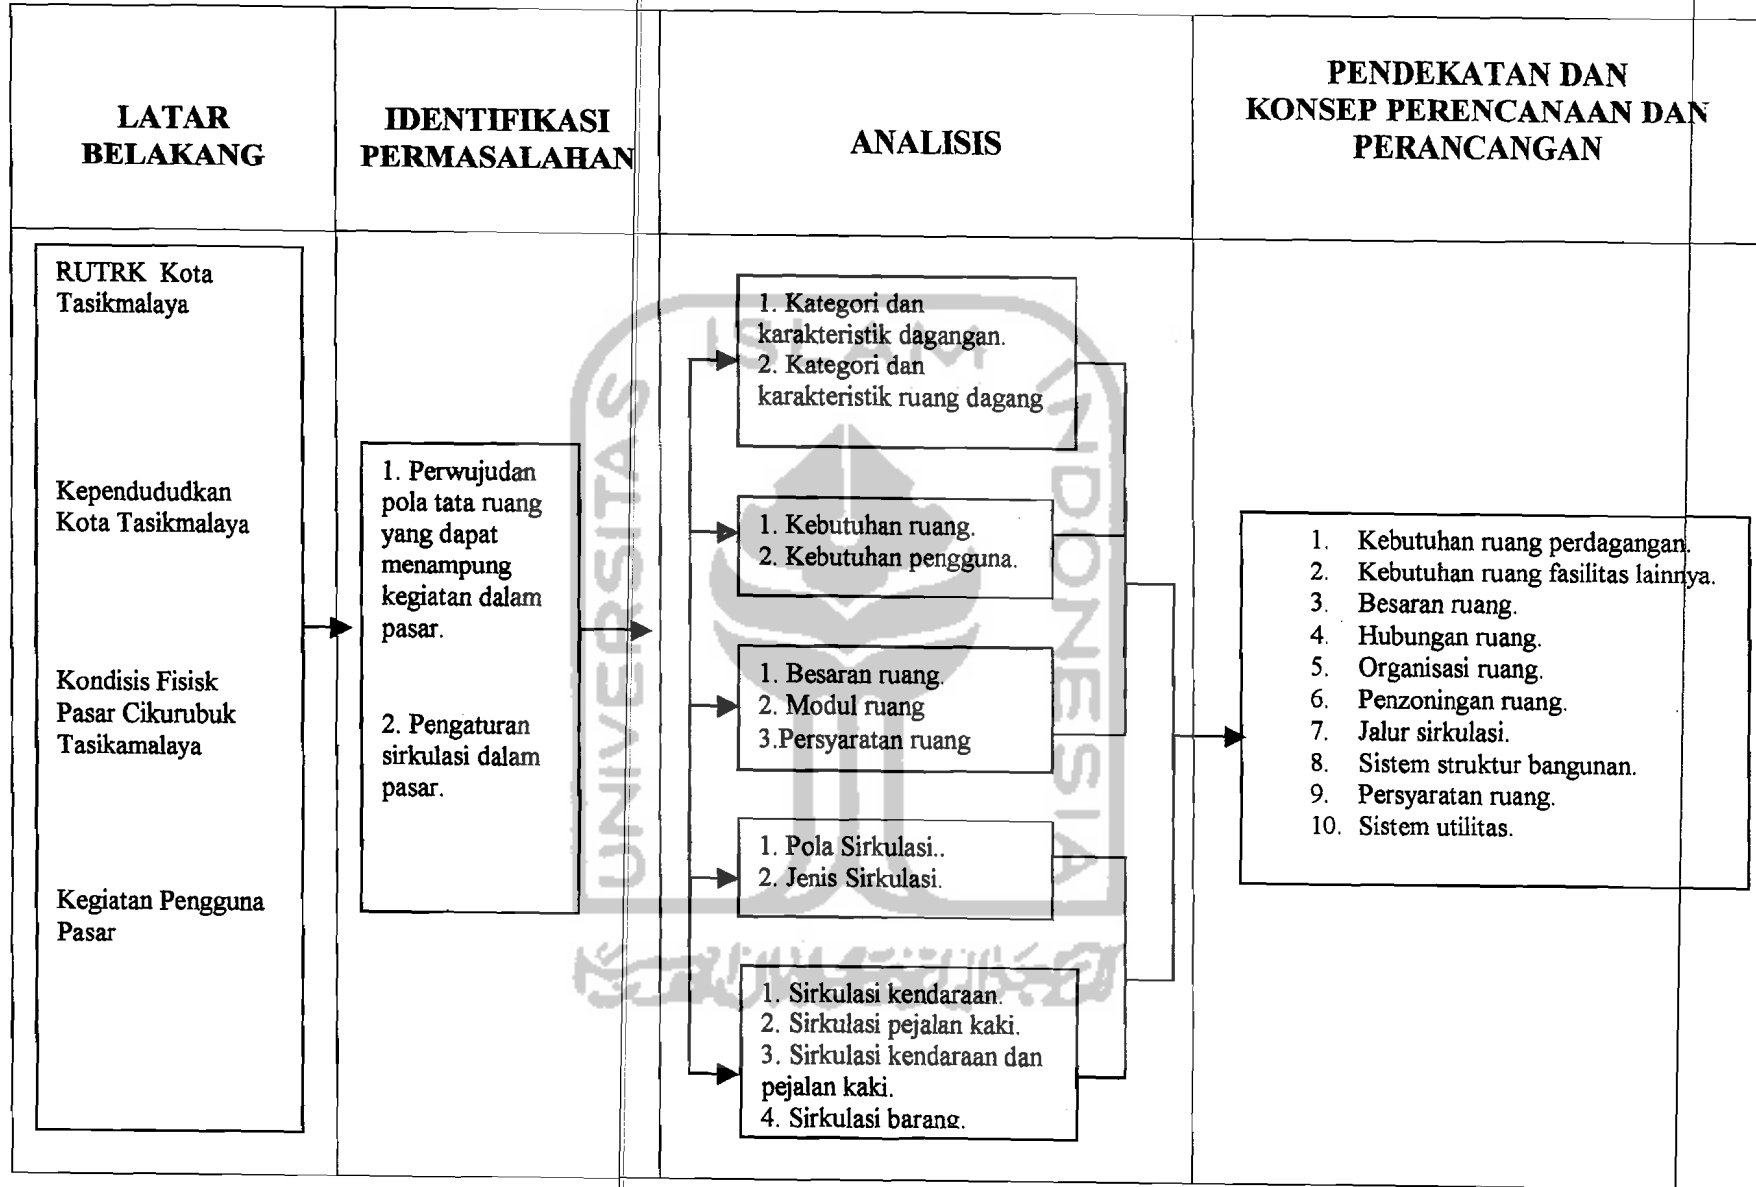 LATAR
BELAKANG
IDENTIFIKASI
PERMASALAHAN
ANALISIS
PENDEKATAN DAN
KONSEP PERENCANAAN DAN
PERANCANGAN
RUTRK Kota
Tasikmalaya
Kependududkan
Kota Tasikmalaya
Kondisis Fisisk
Pasar Cikurubuk
Tasikamalaya
Kegiatan Pengguna
Pasar
1. Perwujudan
pola tata ruang
yang dapat
menampung
kegiatan dalam
pasar.
2. Pengaturan
sirkulasi dalam
pasar.
1. Kategori dan
karakteristik dagangan.
2. Kategori dan
karakteristik ruang dagang
1. Kebutuhan ruang.
2. Kebutuhan pengguna.
1. Besaran ruang.
2. Modul ruang
3.Persyaratan ruang
1. Pola Sirkulasi..
2. Jenis Sirkulasi.
1. Sirkulasi kendaraan.
2. Sirkulasi pejalan kaki.
3. Sirkulasi kendaraan dan
pejalan kaki.
4. Sirkulasi barang.
1. Kebutuhan ruang perdagangan.
2. Kebutuhan ruang fasilitas lainnya.
3. Besaran ruang.
4. Hubungan ruang.
5. Organisasi ruang.
6. Penzoningan ruang.
7. Jalur sirkulasi.
8. Sistem struktur bangunan.
9. Persyaratan ruang.
10. Sistem utilitas.
UNIVERSITAS
ISLAM
INDONESIA